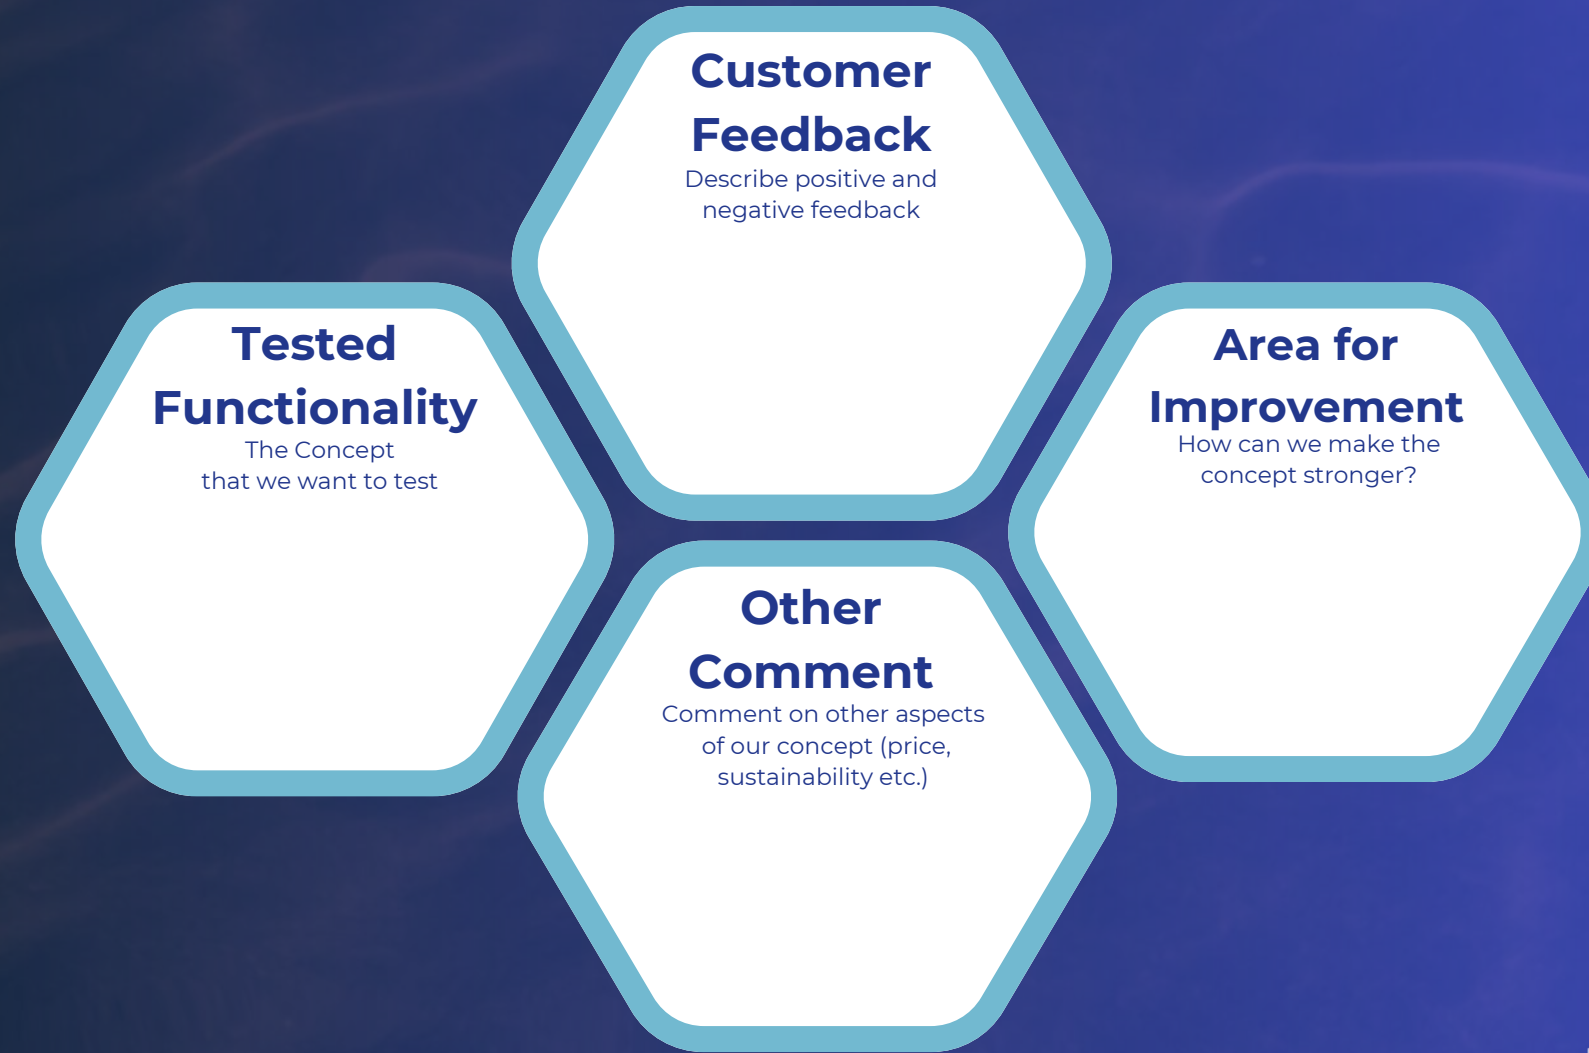 Customer
Feedback
Describe positive and
negative feedback
Tested
Functionality
The Concept
that we want to test
Area for
Improvement
How can we make the
concept stronger?
Other
Comment
Comment on other aspects
of our concept (price,
sustainability etc.)